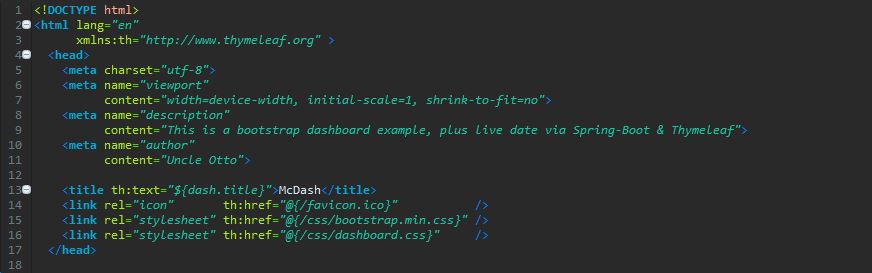 1 <!DOCTYPE html>
2 <html lang="en"
3 xmlns:th="http://www.thymeleaf.org" >
4 <head>
5 <meta charset="utf-8">
6 <meta name="viewport"
7 content="width=device-width, initial-scale=1, shrink-to-fit=no">
8 <meta name="description"
9 content="This is a bootstrap dashboard example, plus live date via Spring-Boot & Thymeleaf">
10 <meta name="author"
11 content="Uncle Otto">
12
13 <title th:text="${dash.title}">McDash</title>
14 <link rel="icon" th:href="@{/favicon.ico}" />
15 <link rel="stylesheet" th:href="@{/css/bootstrap.min.css}" />
16 <link rel="stylesheet" th:href="@{/css/dashboard.css}" />
17 </head>
18